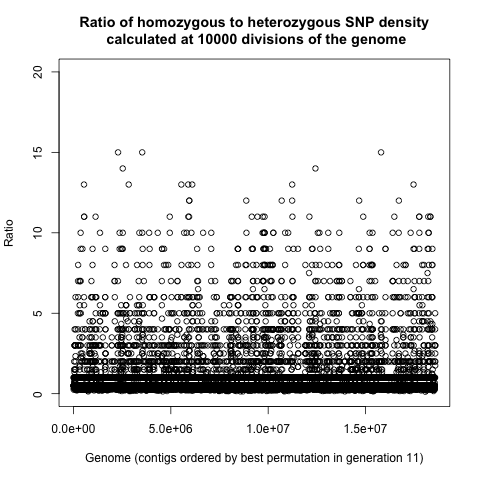 Ratio of homozygous to heterozygous SNP density
calculated at 10000 divisions of the genome
Ratio
20
15
10
5
0
0.0e+00 5.0e+06 1.0e+07 1.5e+07
Genome (contigs ordered by best permutation in generation 11)